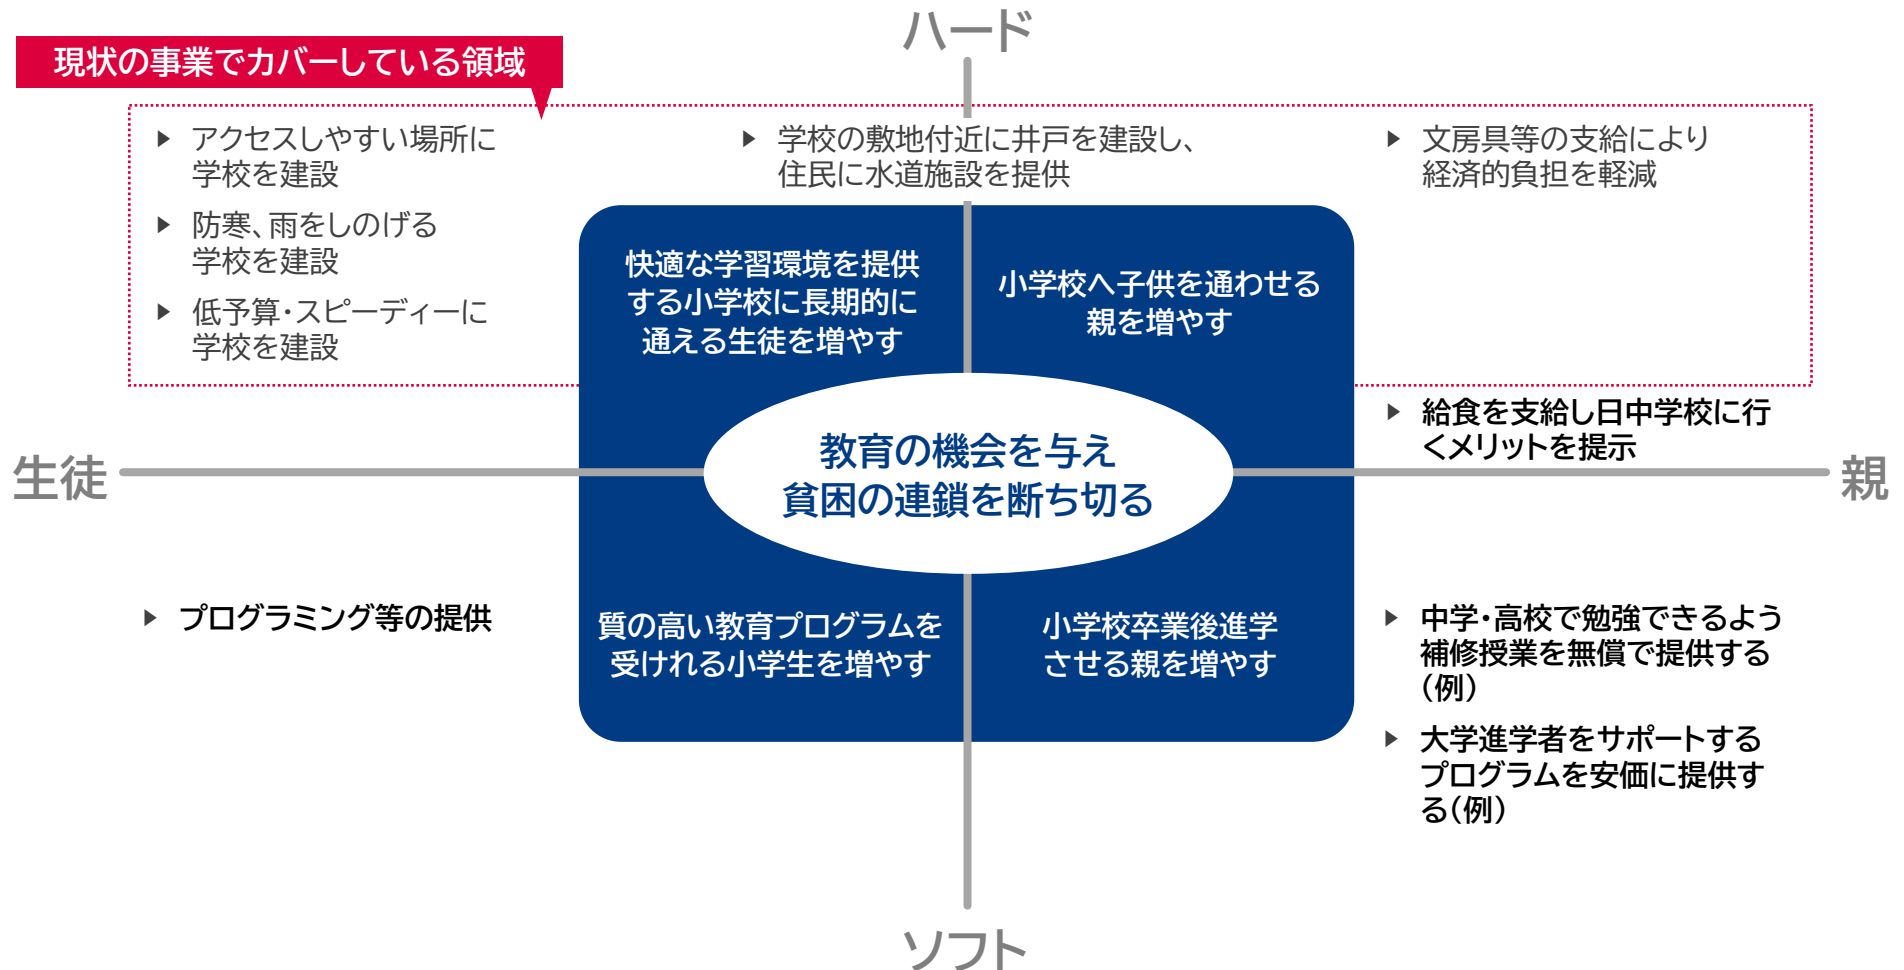 ハード
現状の事業でカバーしている領域
▶ アクセスしやすい場所に
学校を建設
▶ 防寒、雨をしのげる
学校を建設
▶ 低予算・スピーディーに
学校を建設
▶ 学校の敷地付近に井戸を建設し、
住民に水道施設を提供
▶ 文房具等の支給により
経済的負担を軽減
快適な学習環境を提供
する小学校に長期的に
通える生徒を増やす
小学校へ子供を通わせる
親を増やす
▶ 給食を支給し日中学校に行
くメリットを提示
生徒
教育の機会を与え
貧困の連鎖を断ち切る
親
▶ プログラミング等の提供
質の高い教育プログラムを
受けれる小学生を増やす
小学校卒業後進学
させる親を増やす
▶ 中学・高校で勉強できるよう
補修授業を無償で提供する
（例）
▶ 大学進学者をサポートする
プログラムを安価に提供す
る（例）
ソフト